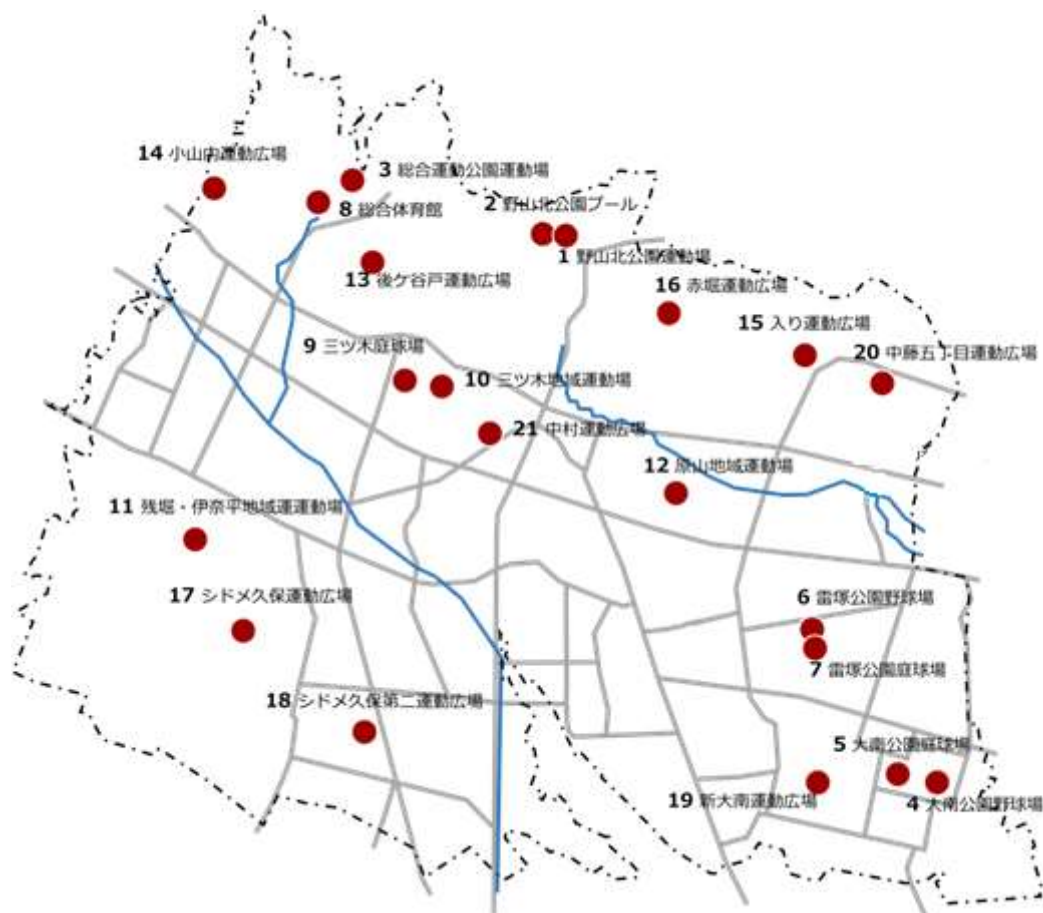 14 小山内運動広場
3 総合運動公園運動場
8 総合体育館
2 野山北公園プール
1 野山北公園運動場
13 後ケ谷戸運動広場
16 赤堀運動広場
15 入り運動広場
9 三ツ木庭球場
20 中藤五丁目運動広場
10 三ツ木地域運動場
21 中村運動広場
12 原山地域運動場
11 残堀・伊奈平地域運運動場
17 シドメ久保運動広場
6 雷塚公園野球場
7 雷塚公園庭球場
18 シドメ久保第二運動広場
5 大南公園庭球場
19 新大南運動広場
4 大南公園野球場